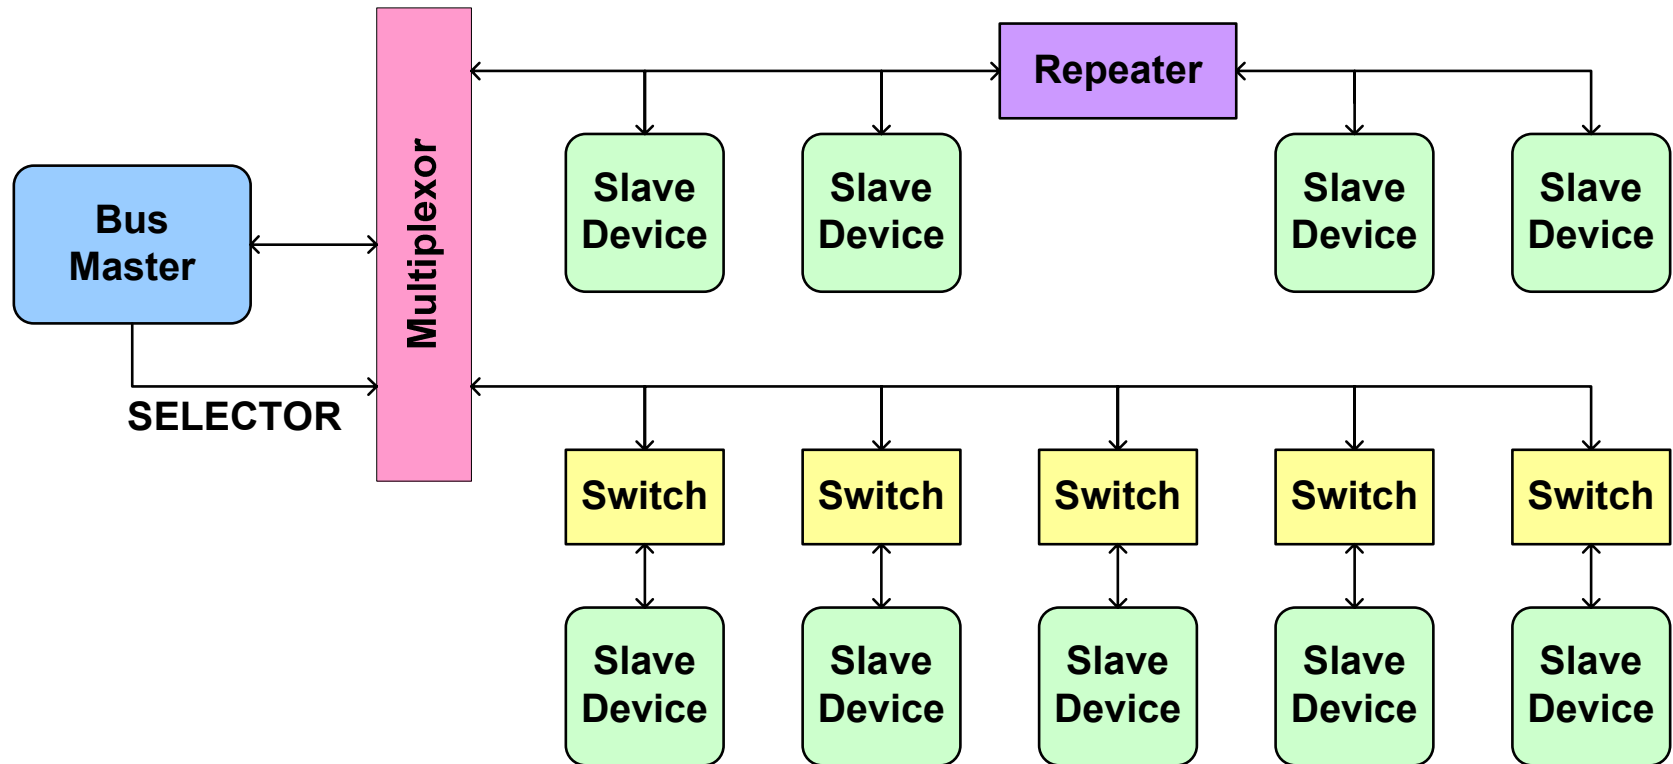 Repeater
Multiplexor
Slave
Device
Slave
Device
Slave
Device
Slave
Device
Bus
Master
SELECTOR
Switch
Switch
Switch
Switch
Switch
Slave
Device
Slave
Device
Slave
Device
Slave
Device
Slave
Device